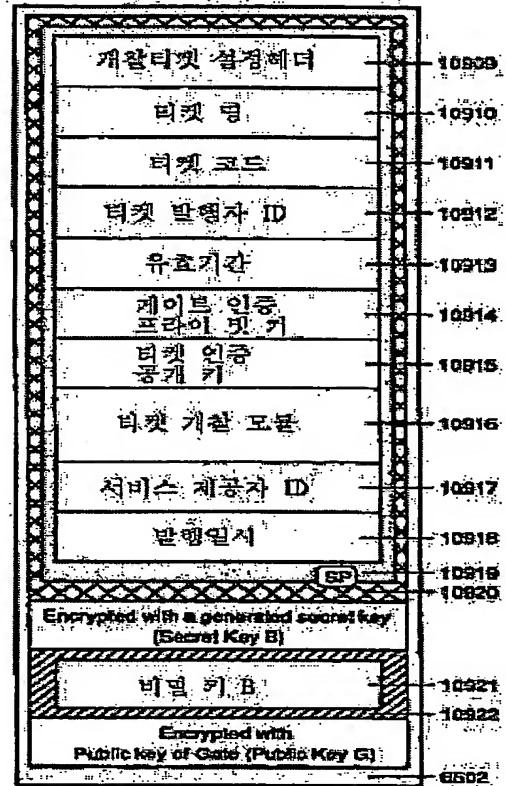 개찰티켓 설정헤더
10909
티켓 명
10910
티켓 코드
10911
티켓 발행자 ID
10912
유효기간
10913
게이트 인증
프라이빗 키
10914
티켓 인증
공개 키
10915
티켓 개찰 모듈
10916
서비스 제공자 ID
10917
발행일시
10918
SP
10919
10920
Encrypted with a generated secret key
(Secret Key B)
비밀 키 B
10921
10922
Encrypted with
Public key of Gate (Public Key G)
6502